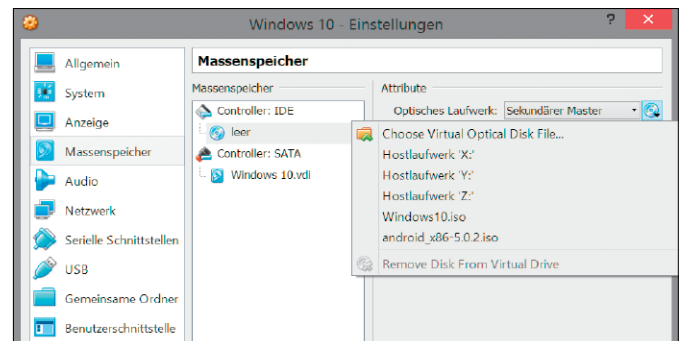 Windows 10 - Einstellungen
?
×
Allgemein
System
Anzeige
Massenspeicher
Audio
Netzwerk
Serielle Schnittstellen
USB
Gemeinsame Ordner
Benutzerschnittstelle
Massenspeicher
Massenspeicher
Controller: IDE
leer
Controller: SATA
Windows 10.vdi
Attribute
Optisches Laufwerk: Sekundärer Master
Choose Virtual Optical Disk File...
Hostlaufwerk 'X:'
Hostlaufwerk 'Y:'
Hostlaufwerk 'Z:'
Windows10.iso
android_x86-5.0.2.iso
Remove Disk From Virtual Drive